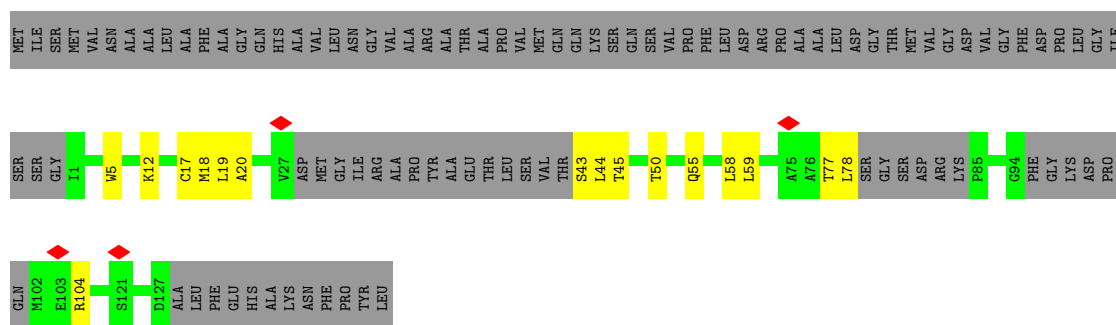 MET ILE SER MET VAL ASN ALA ALA LEU ALA PHE ALA GLY GLN HIS ALA VAL LEU ASN GLY VAL ALA ARG ALA THR ALA PRO VAL MET GLN GLN LYS SER GLN SER VAL PRO PHE LEU ASP ARG PRO ALA ALA LEU ASP GLY THR MET VAL GLY ASP VAL GLY PHE ASP PRO LEU GLY ILE
SER SER GLY I1 W5 K12 C17 M18 L19 A20 V27 ASP MET GLY ILE ARG ALA PRO TYR ALA GLU THR LEU SER VAL THR S43 L44 T45 T50 Q55 L58 L59 A75 A76 T77 L78 SER GLY SER ASP ARG LYS P85 G94 PHE GLY LYS ASP PRO
GLN M102 E103 R104 S121 D127 ALA LEU PHE GLU HIS ALA LYS ASN PHE PRO TYR LEU